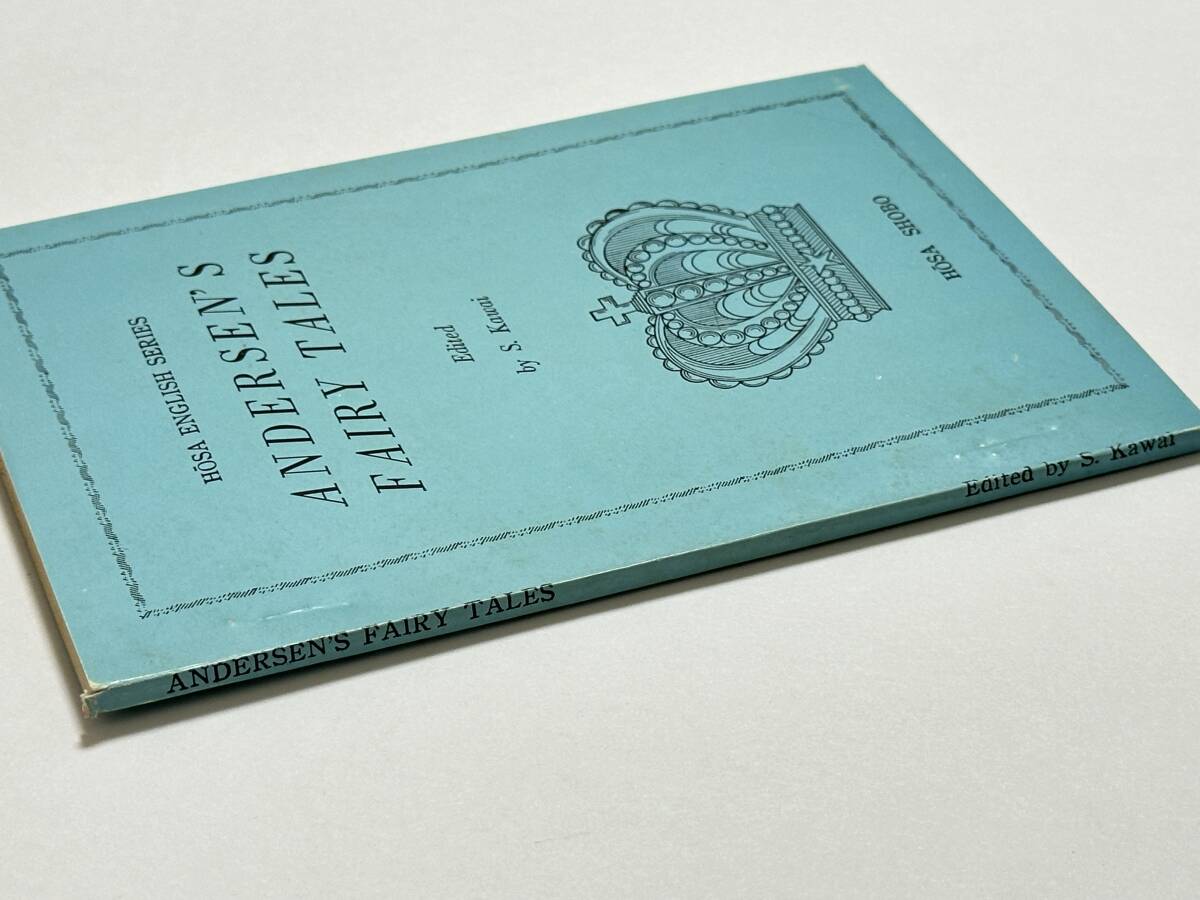 HŌSA ENGLISH SERIES
ANDERSEN'S
FAIRY TALES
Edited
by S. Kawai
HŌSA SHOBO
ANDERSEN'S FAIRY TALES
Edited by S. Kawai